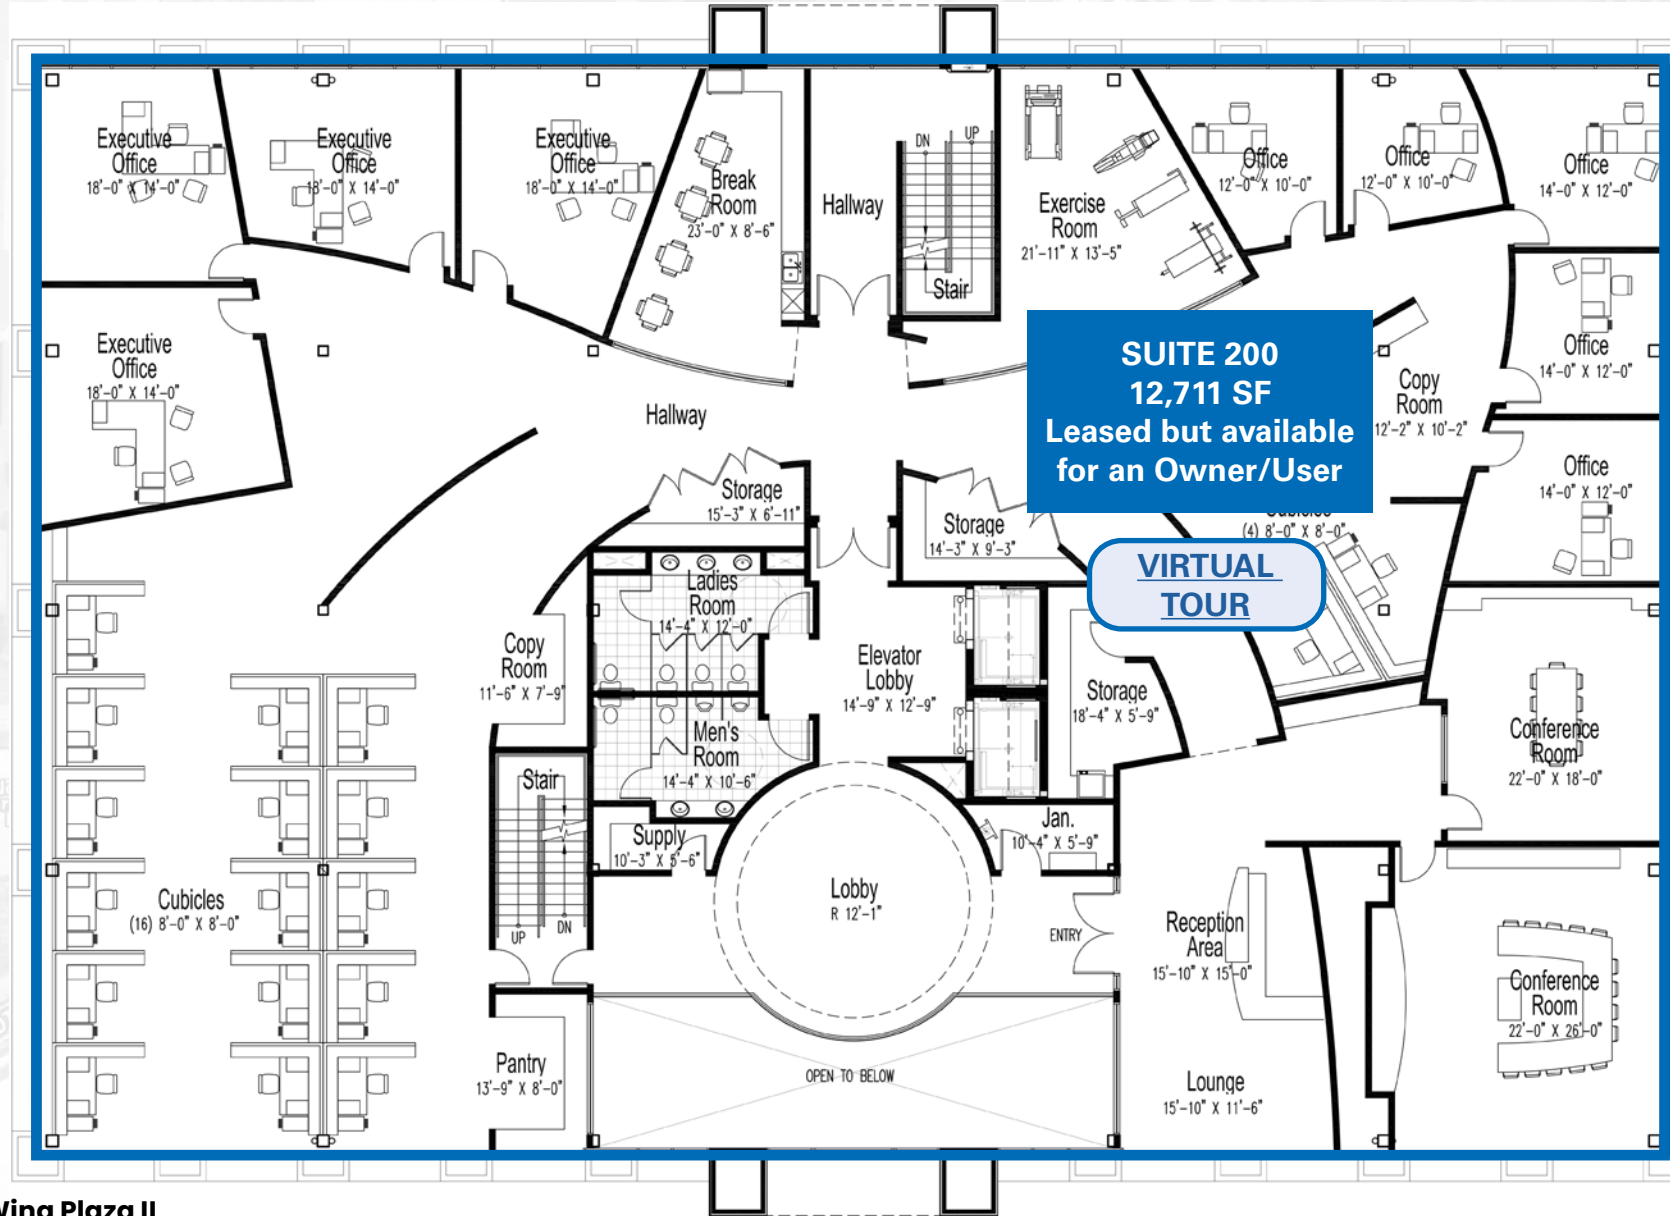 Executive
Office
18'-0" X 14'-0"
Executive
Office
18'-0" X 14'-0"
Executive
Office
18'-0" X 14'-0"
Break
Room
23'-0" X 8'-6"
Hallway
DN
UP
Stair
Exercise
Room
21'-11" X 13'-5"
Office
12'-0" X 10'-0"
Office
12'-0" X 10'-0"
Office
14'-0" X 12'-0"
Executive
Office
18'-0" X 14'-0"
Hallway
SUITE 200
12,711 SF
Leased but available
for an Owner/User
Copy
Room
12'-2" X 10'-2"
Office
14'-0" X 12'-0"
Office
14'-0" X 12'-0"
Storage
15'-3" X 6'-11"
Storage
14'-3" X 9'-3"
Cubicles
(4) 8'-0" X 8'-0"
VIRTUAL
TOUR
Ladies
Room
14'-4" X 12'-0"
Copy
Room
11'-6" X 7'-9"
Elevator
Lobby
14'-9" X 12'-9"
Storage
18'-4" X 5'-9"
Men's
Room
14'-4" X 10'-6"
Conference
Room
22'-0" X 18'-0"
Stair
UP
DN
Supply
10'-3" X 5'-6"
Jan.
10'-4" X 5'-9"
Cubicles
(16) 8'-0" X 8'-0"
Lobby
R 12'-1"
ENTRY
Reception
Area
15'-10" X 15'-0"
Conference
Room
22'-0" X 26'-0"
Pantry
13'-9" X 8'-0"
OPEN TO BELOW
Lounge
15'-10" X 11'-6"
Wing Plaza II